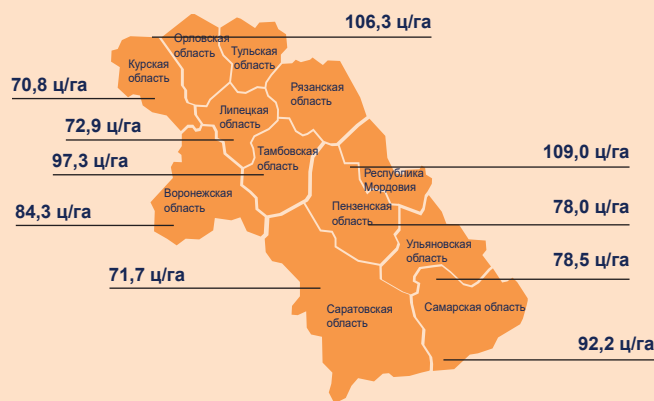 106,3 ц/га
Орловская
область
Тульская
область
Курская
область
Рязанская
область
70,8 ц/га
Липецкая
область
72,9 ц/га
Тамбовская
область
97,3 ц/га
109,0 ц/га
Республика
Мордовия
Воронежская
область
Пензенская
область
78,0 ц/га
84,3 ц/га
Ульяновская
область
78,5 ц/га
71,7 ц/га
Саратовская
область
Самарская область
92,2 ц/га